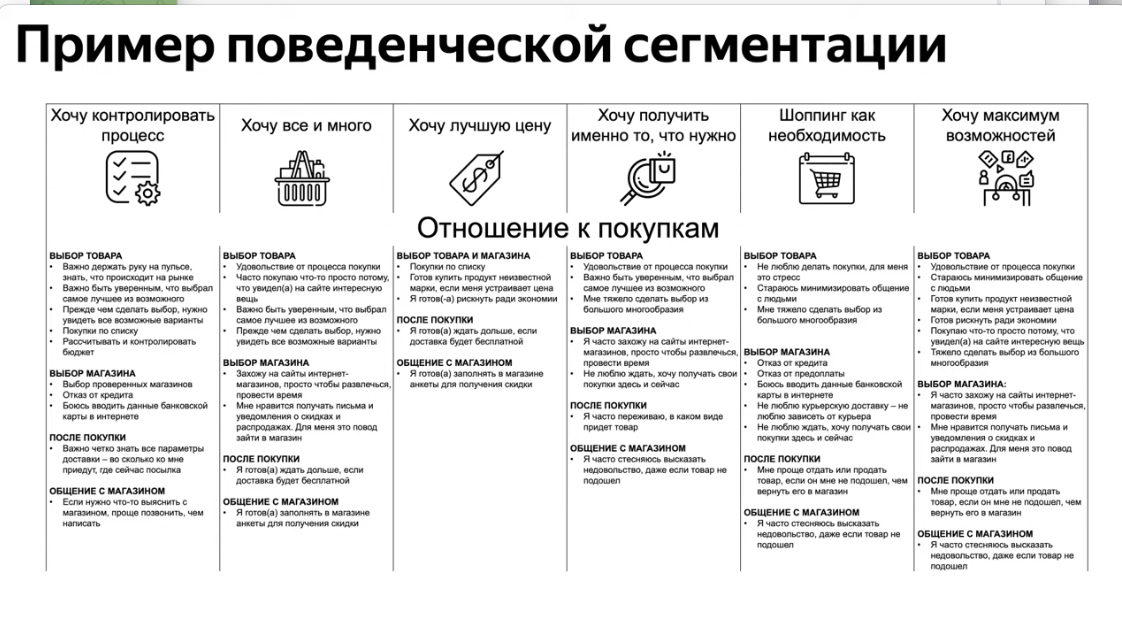 Пример поведенческой сегментации
Хочу контролировать
процесс
Хочу все и много
Хочу лучшую цену
Хочу получить
именно то, что нужно
Шоппинг как
необходимость
Хочу максимум
возможностей
Отношение к покупкам
ВЫБОР ТОВАРА
• Важно держать руку на пульсе,
знать, что происходит на рынке
• Важно быть уверенным, что выбрал
самое лучшее из возможного
• Прежде чем сделать выбор, нужно
увидеть все возможные варианты
• Покупки по списку
• Рассчитывать и контролировать
бюджет
ВЫБОР МАГАЗИНА
• Выбор проверенных магазинов
• Отказ от кредита
• Боюсь вводить данные банковской
карты в интернете
ПОСЛЕ ПОКУПКИ
• Важно четко знать все параметры
доставки – во сколько ко мне
приедут, где сейчас посылка
ОБЩЕНИЕ С МАГАЗИНОМ
• Если нужно что-то выяснить с
магазином, проще позвонить, чем
написать
ВЫБОР ТОВАРА
• Удовольствие от процесса покупки
• Часто покупаю что-то просто потому,
что увидел(а) на сайте интересную
вещь
• Важно быть уверенным, что выбрал
самое лучшее из возможного
• Прежде чем сделать выбор, нужно
увидеть все возможные варианты
ВЫБОР МАГАЗИНА
• Захожу на сайты интернет-
магазинов, просто чтобы развлечься,
провести время
• Мне нравится получать письма и
уведомления о скидках и
распродажах. Для меня это повод
зайти в магазин
ПОСЛЕ ПОКУПКИ
• Я готов(а) ждать дольше, если
доставка будет бесплатной
ОБЩЕНИЕ С МАГАЗИНОМ
• Я готов(а) заполнять в магазине
анкеты для получения скидки
ВЫБОР ТОВАРА И МАГАЗИНА
• Покупки по списку
• Готов купить продукт неизвестной
марки, если меня устраивает цена
• Я готов(-а) рискнуть ради экономии
ПОСЛЕ ПОКУПКИ
• Я готов(а) ждать дольше, если
доставка будет бесплатной
ОБЩЕНИЕ С МАГАЗИНОМ
• Я готов(а) заполнять в магазине
анкеты для получения скидки
ВЫБОР ТОВАРА
• Удовольствие от процесса покупки
• Важно быть уверенным, что выбрал
самое лучшее из возможного
• Мне тяжело сделать выбор из
большого многообразия
ВЫБОР МАГАЗИНА
• Я часто захожу на сайты интернет-
магазинов, просто чтобы развлечься,
провести время
• Не люблю ждать, хочу получить свои
покупки здесь и сейчас
ПОСЛЕ ПОКУПКИ
• Я часто переживаю, в каком виде
придет товар
ОБЩЕНИЕ С МАГАЗИНОМ
• Я часто стесняюсь высказать
недовольство, даже если товар не
подошел
ВЫБОР ТОВАРА
• Не люблю делать покупки, для меня
это стресс
• Стараюсь минимизировать общение
с людьми
• Мне тяжело сделать выбор из
большого многообразия
ВЫБОР МАГАЗИНА
• Отказ от кредита
• Отказ от предоплаты
• Боюсь вводить данные банковской
карты в интернете
• Не люблю курьерскую доставку – не
люблю зависеть от курьера
• Не люблю ждать, хочу получить свои
покупки здесь и сейчас
ПОСЛЕ ПОКУПКИ
• Мне проще отдать или продать
товар, если он мне не подошел, чем
вернуть его в магазин
ОБЩЕНИЕ С МАГАЗИНОМ
• Я часто стесняюсь высказать
недовольство, даже если товар не
подошел
ВЫБОР ТОВАРА
• Удовольствие от процесса покупки
• Стараюсь минимизировать общение
с людьми
• Готов купить продукт неизвестной
марки, если меня устраивает цена
• Готов рискнуть ради экономии
• Покупаю что-то просто потому, что
увидел(а) на сайте интересную вещь
• Тяжело сделать выбор из большого
многообразия
ВЫБОР МАГАЗИНА:
• Я часто захожу на сайты интернет-
магазинов, просто чтобы развлечься,
провести время
• Мне нравится получать письма и
уведомления о скидках и
распродажах. Для меня это повод
зайти в магазин
ПОСЛЕ ПОКУПКИ
• Мне проще отдать или продать
товар, если он мне не подошел, чем
вернуть его в магазин
ОБЩЕНИЕ С МАГАЗИНОМ
• Я часто стесняюсь высказать
недовольство, даже если товар не
подошел